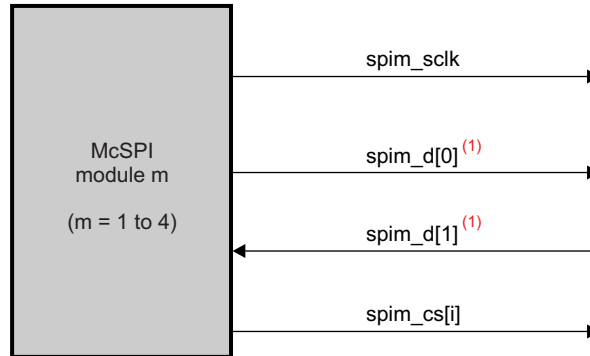 McSPI
module m
(m = 1 to 4)
spim_sclk
spim_d[0] (1)
spim_d[1] (1)
spim_cs[i]